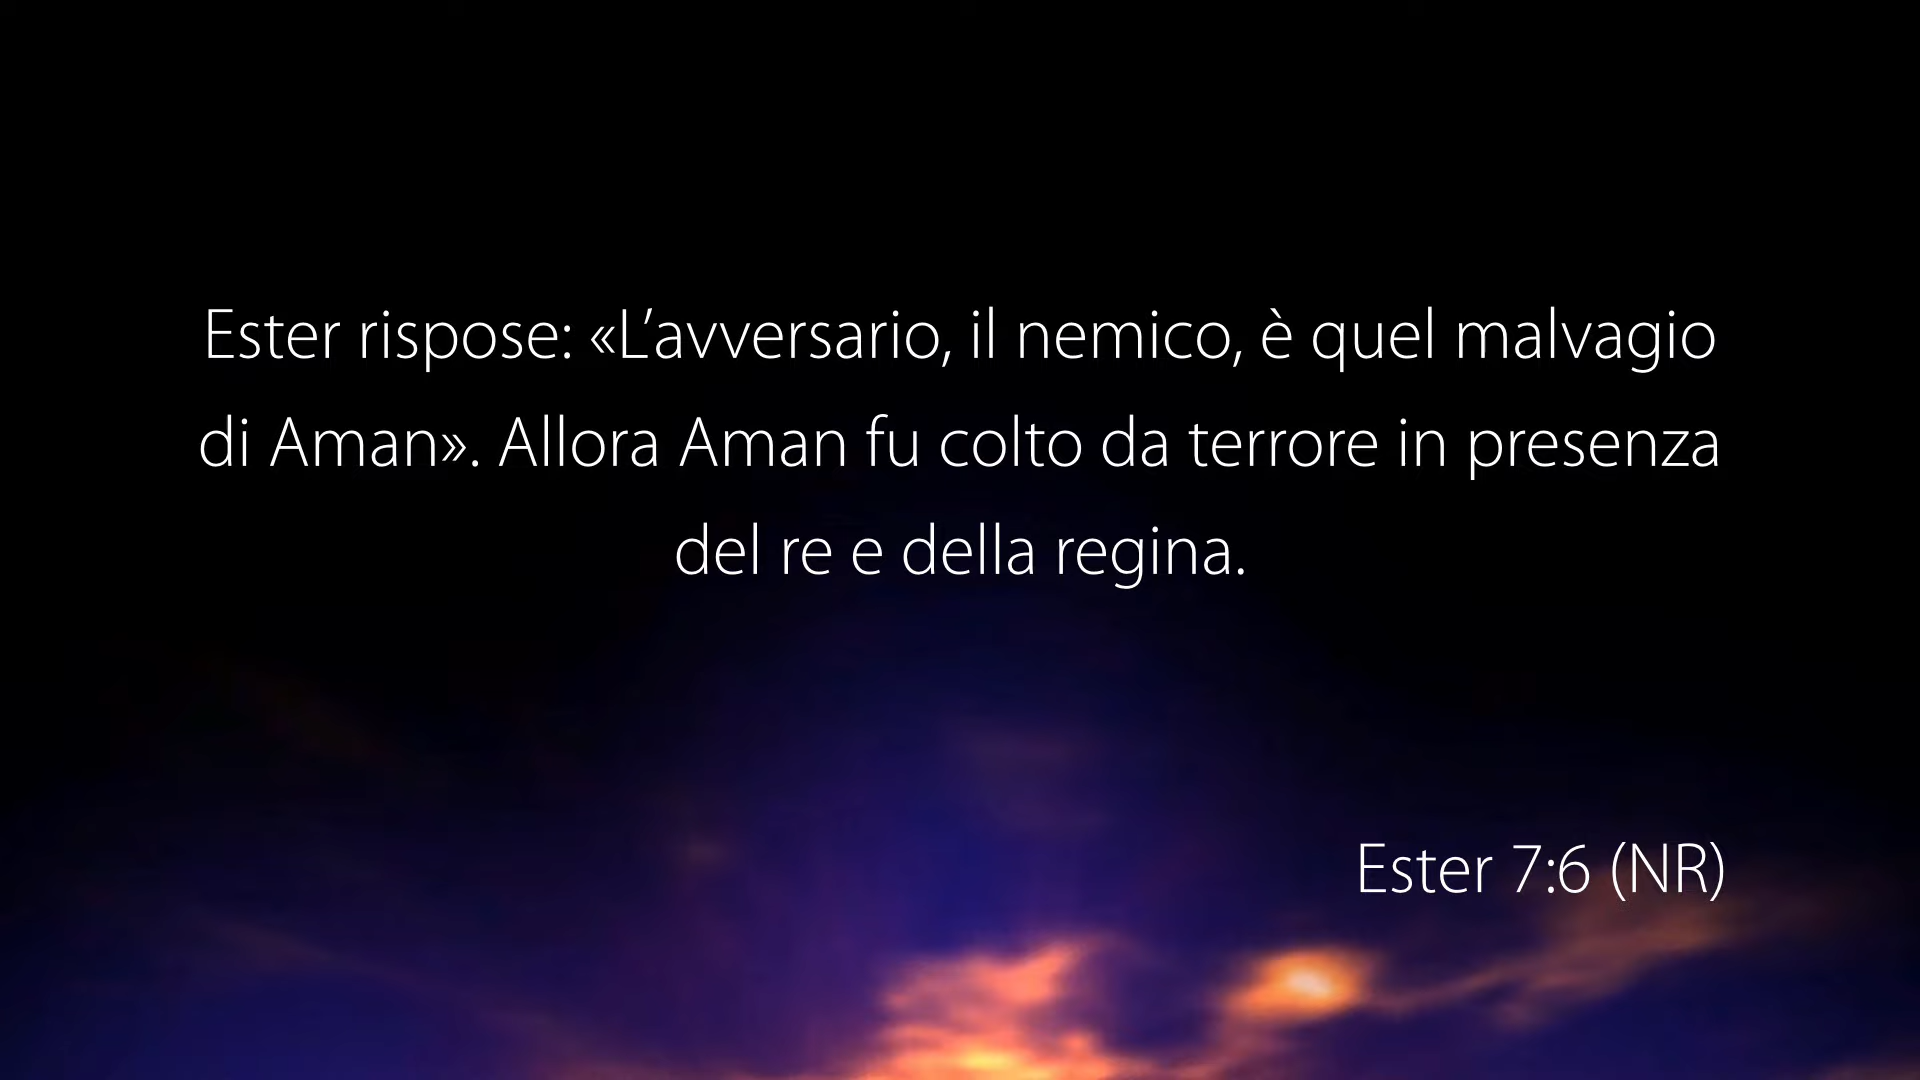 Ester rispose: «L’avversario, il nemico, è quel malvagio
di Aman». Allora Aman fu colto da terrore in presenza
del re e della regina.
Ester 7:6 (NR)